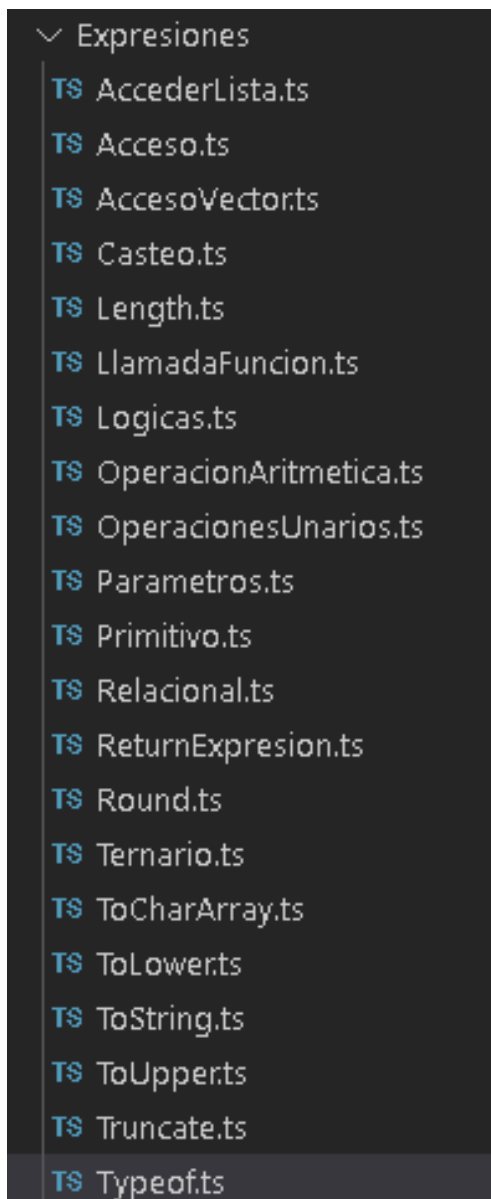 Expresiones
TS AccederLista.ts
TS Acceso.ts
TS AccesoVector.ts
TS Casteo.ts
TS Length.ts
TS LlamadaFuncion.ts
TS Logicas.ts
TS OperacionAritmetica.ts
TS OperacionesUnarios.ts
TS Parametros.ts
TS Primitivo.ts
TS Relacional.ts
TS ReturnExpresion.ts
TS Round.ts
TS Ternario.ts
TS ToCharArray.ts
TS ToLower.ts
TS ToString.ts
TS ToUpper.ts
TS Truncate.ts
TS Typeof.ts